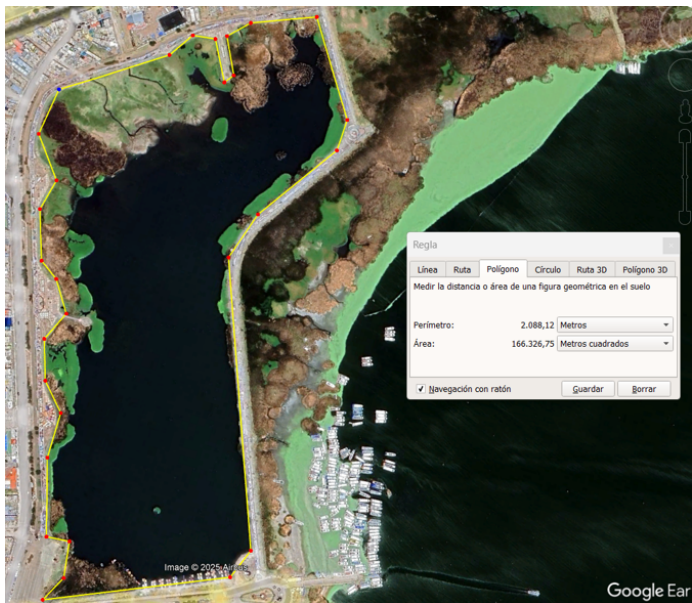 Regla
Línea Ruta Polígono Círculo Ruta 3D Polígono 3D
Medir la distancia o área de una figura geométrica en el suelo
Perímetro: 2.088,12 Metros
Área: 166.326,75 Metros cuadrados
Navegación con ratón Guardar Borrar
Image © 2025 Airbus
Google Ear